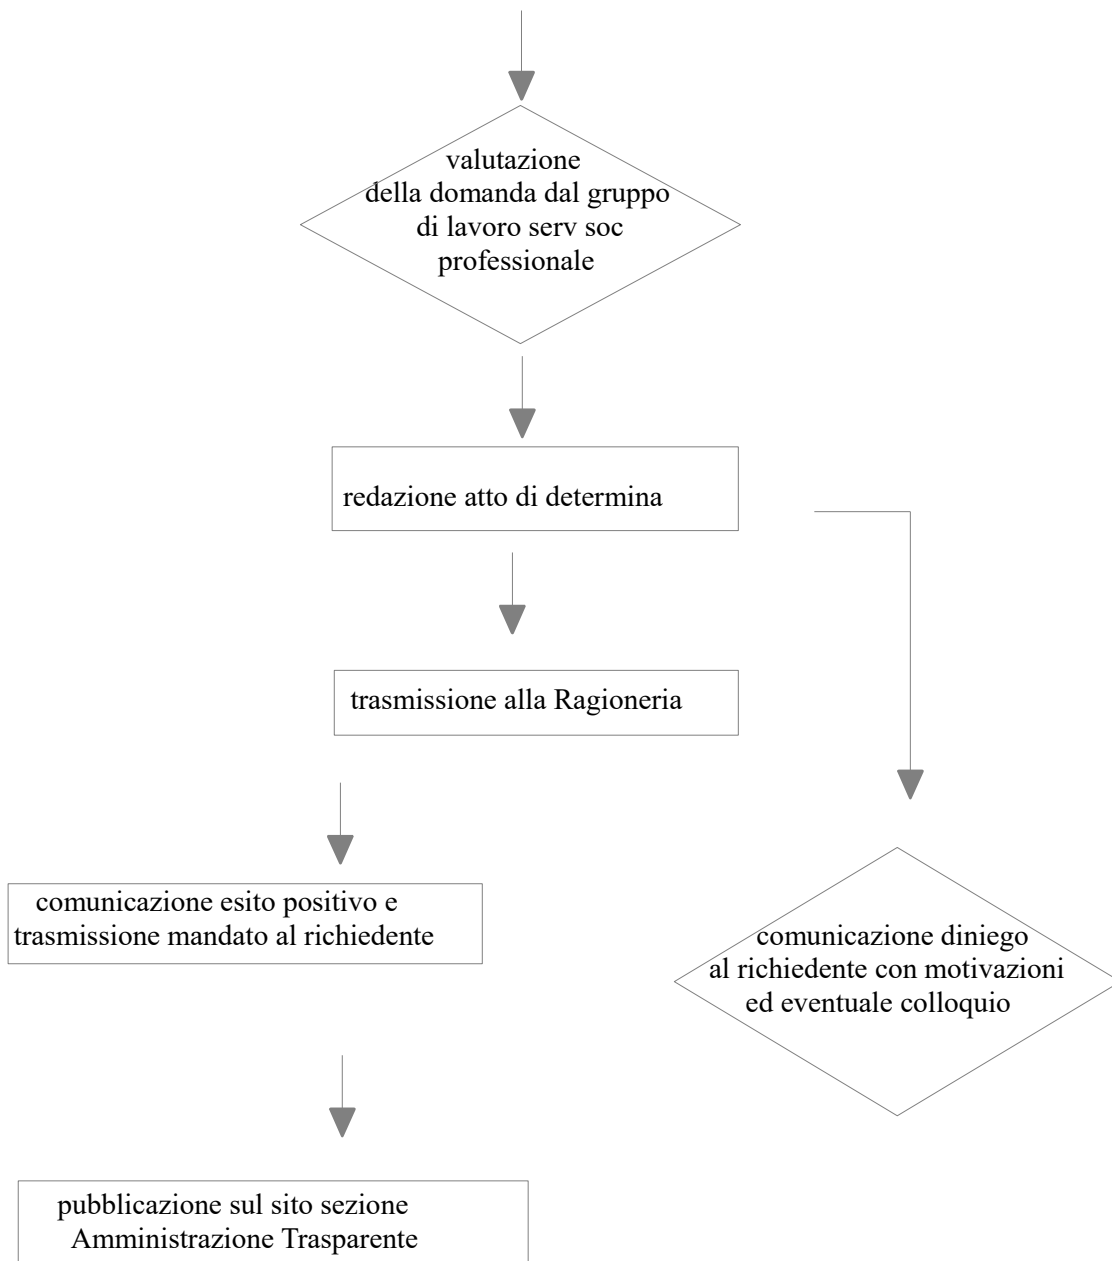 valutazione
della domanda dal gruppo
di lavoro serv soc
professionale
redazione atto di determina
trasmissione alla Ragioneria
comunicazione esito positivo e
trasmissione mandato al richiedente
comunicazione diniego
al richiedente con motivazioni
ed eventuale colloquio
pubblicazione sul sito sezione
Amministrazione Trasparente